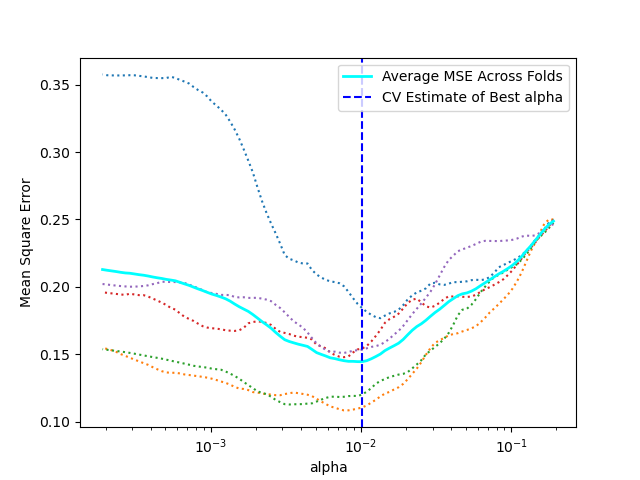 Average MSE Across Folds
CV Estimate of Best alpha
Mean Square Error
0.35
0.30
0.25
0.20
0.15
0.10
10⁻³
10⁻²
10⁻¹
alpha